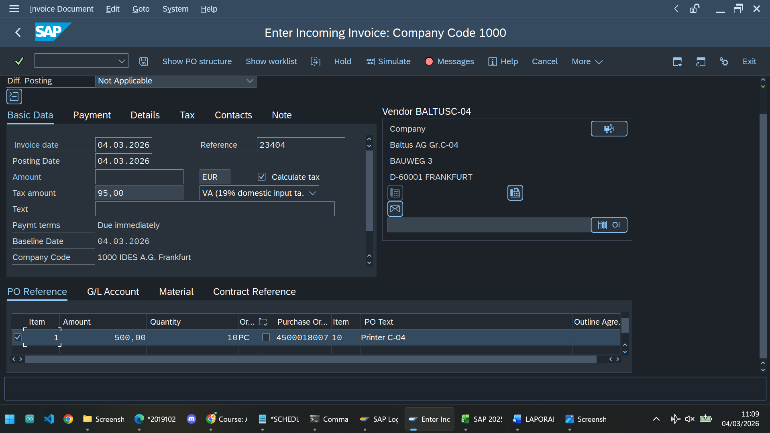 Invoice Document Edit Goto System Help
SAP Enter Incoming Invoice: Company Code 1000
Show PO structure Show worklist Hold Simulate Messages Help Cancel More Exit
Diff. Posting Not Applicable
Basic Data Payment Details Tax Contacts Note
Vendor BALTUSC-04
Invoice date 04.03.2026 Reference 23404
Posting Date 04.03.2026
Amount EUR Calculate tax
Tax amount 95,00 VA (19% domestic input ta.
Text
Paymt terms Due immediately
Baseline Date 04.03.2026
Company Code 1000 IDES A.G. Frankfurt
Company
Baltus AG Gr.C-04
BAUWEG 3
D-60001 FRANKFURT
OI
PO Reference G/L Account Material Contract Reference
Item Amount Quantity Or... Purchase Or... Item PO Text Outline Agre.
1 500,00 10 PC 4500018007 10 Printer C-04
Screensh *2019102 Course: A *SCHEDL Comma SAP Log Enter Inc SAP 202 LAPORAI Screensh
11:09
04/03/2026